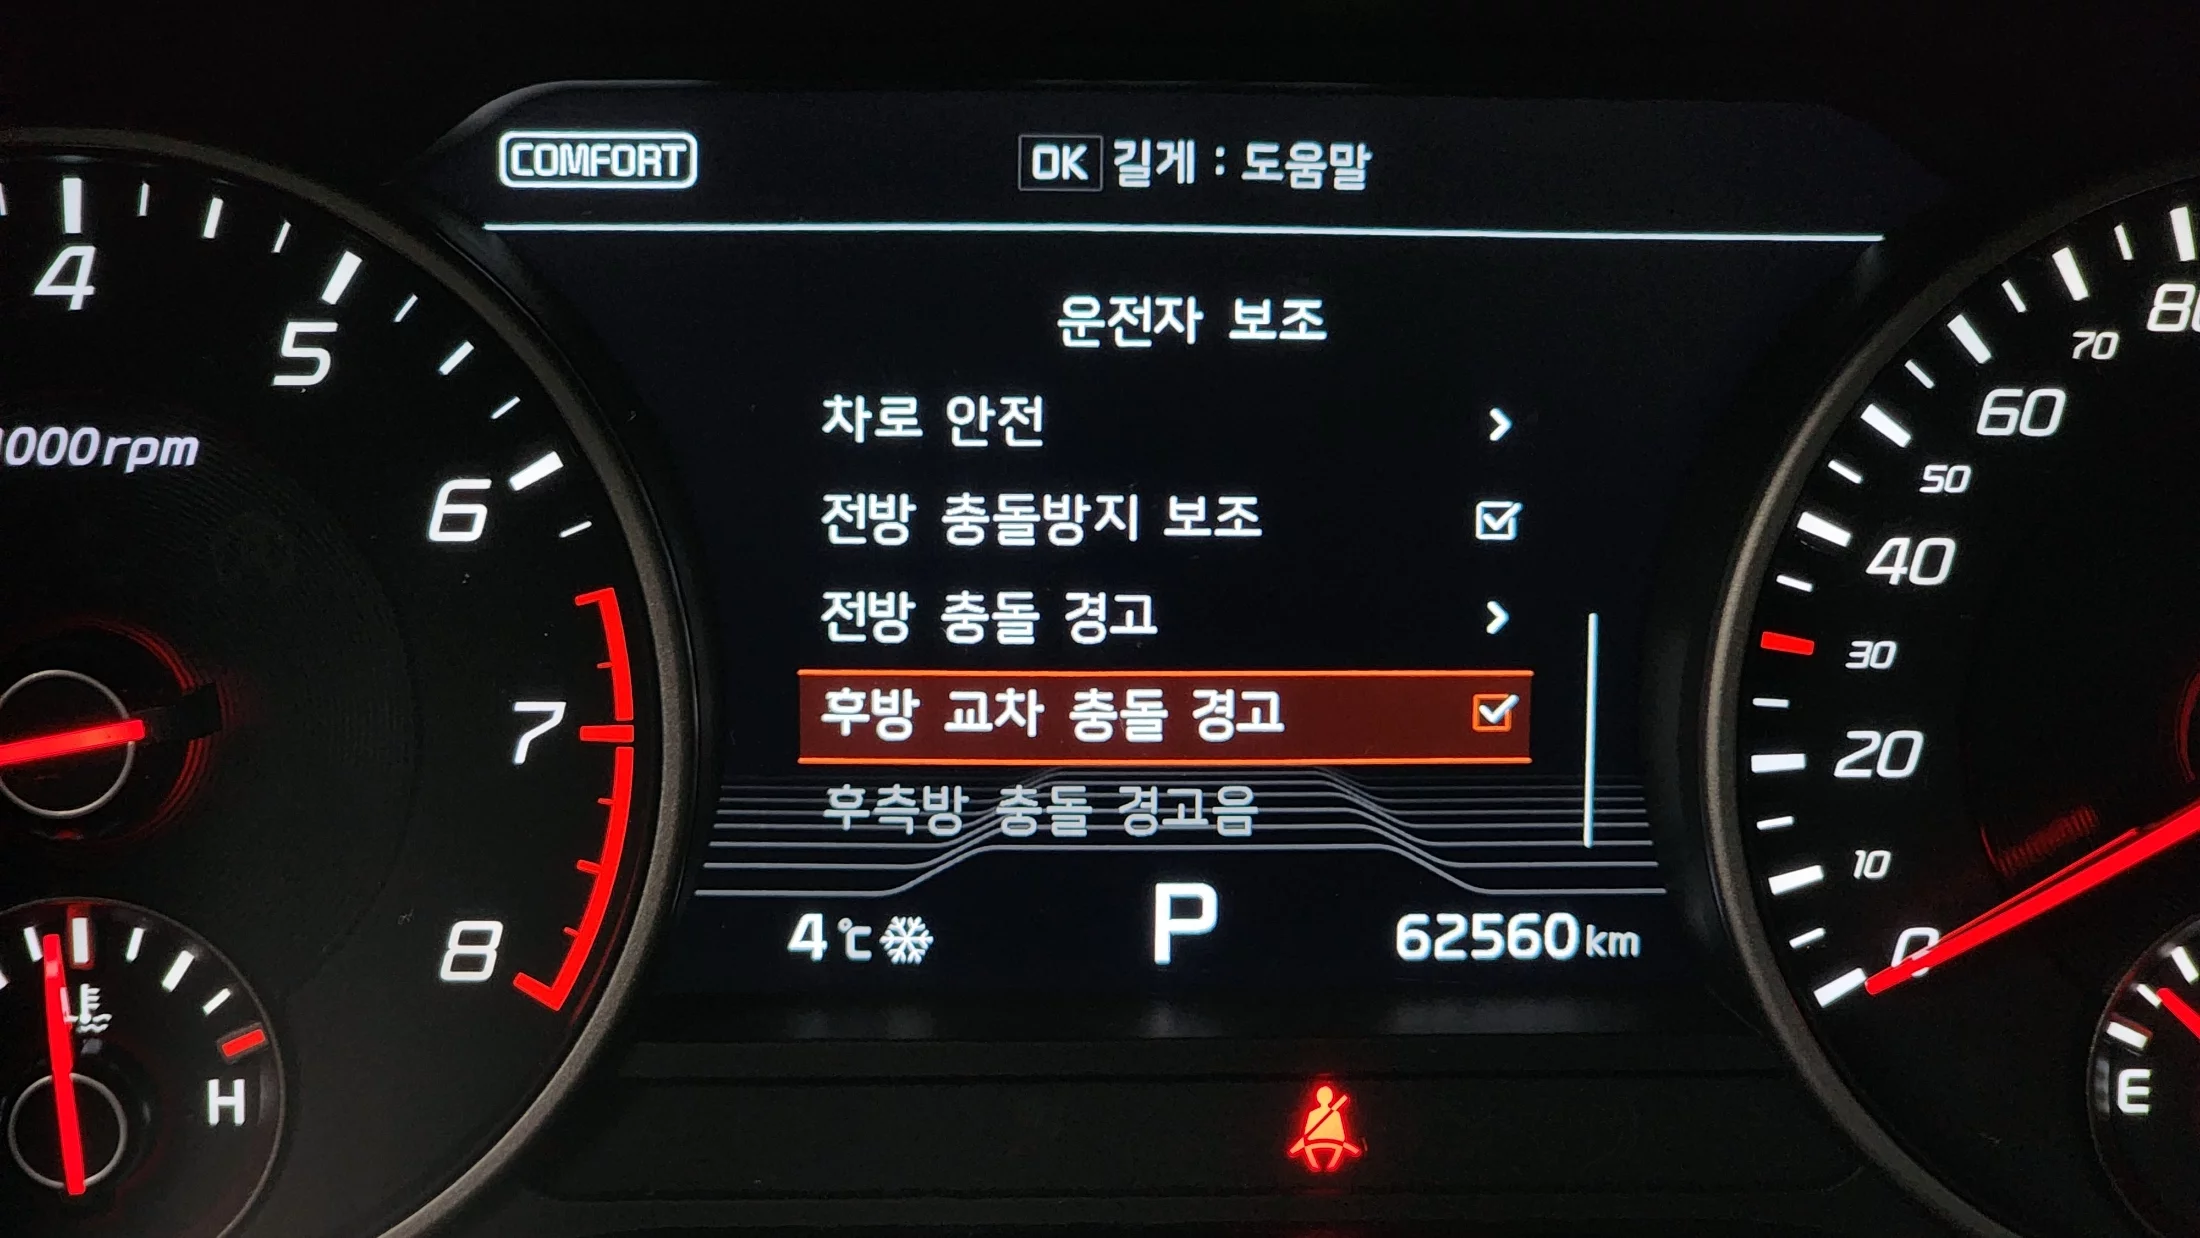 COMFORT
OK 길게 : 도움말
운전자 보조
차로 안전
전방 충돌방지 보조
전방 충돌 경고
후방 교차 충돌 경고
후측방 충돌 경고음
4℃
P
62560 km
4
5
6
7
8
000rpm
H
0
10
20
30
40
50
60
70
E